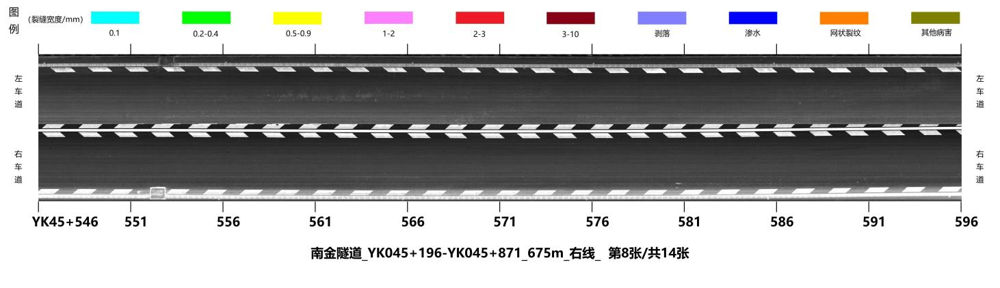 图例
(裂缝宽度/mm)
0.1 0.2-0.4 0.5-0.9 1-2 2-3 3-10 剥落 渗水 网状裂纹 其他病害
左车道 左车道
右车道 右车道
YK45+546 551 556 561 566 571 576 581 586 591 596
南金隧道_YK045+196-YK045+871_675m_右线_ 第8张/共14张